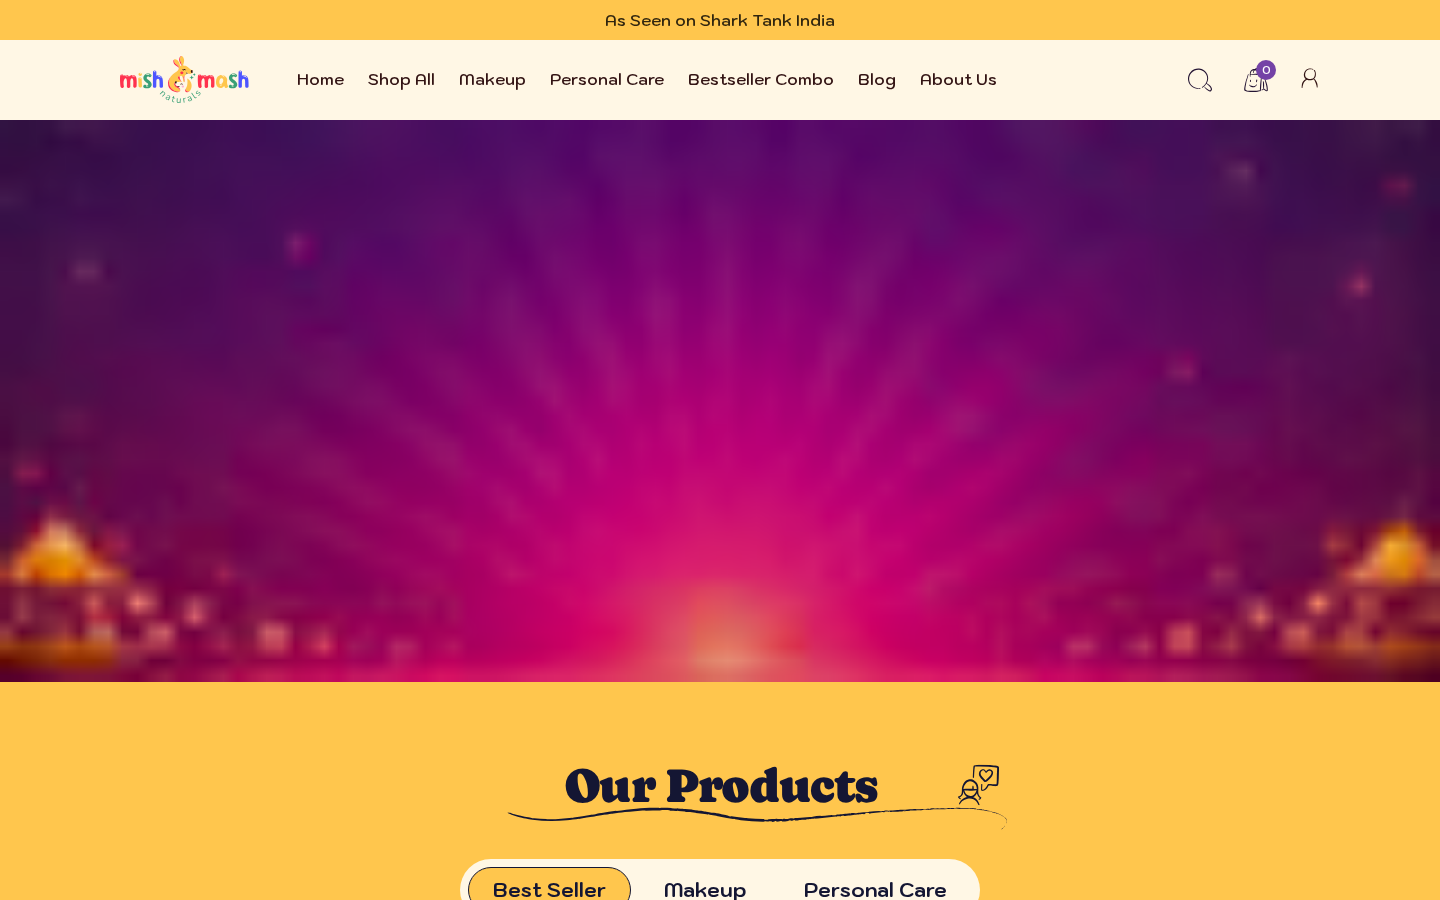 As Seen on Shark Tank India
mish mash
naturals
Home Shop All Makeup Personal Care Bestseller Combo Blog About Us
0
Our Products
Best Seller Makeup Personal Care